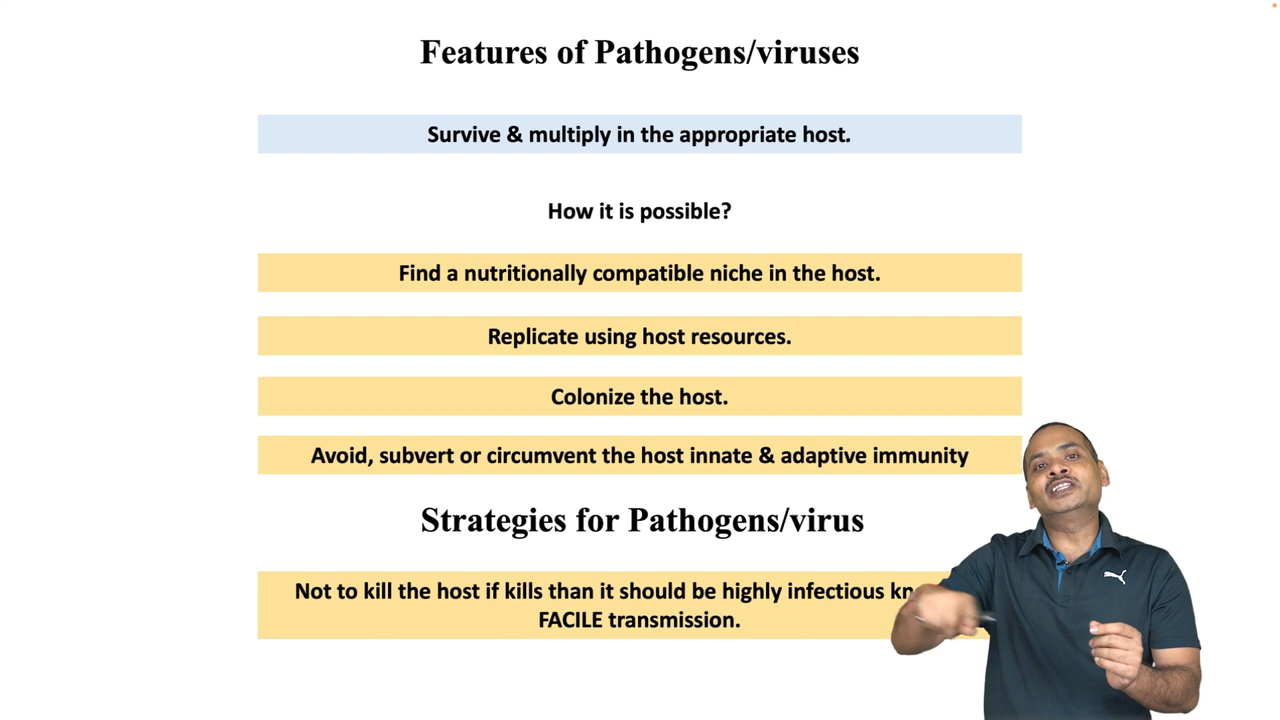 Features of Pathogens/viruses
Survive & multiply in the appropriate host.
How it is possible?
Find a nutritionally compatible niche in the host.
Replicate using host resources.
Colonize the host.
Avoid, subvert or circumvent the host innate & adaptive immunity
Strategies for Pathogens/virus
Not to kill the host if kills than it should be highly infectious
FACILE transmission.